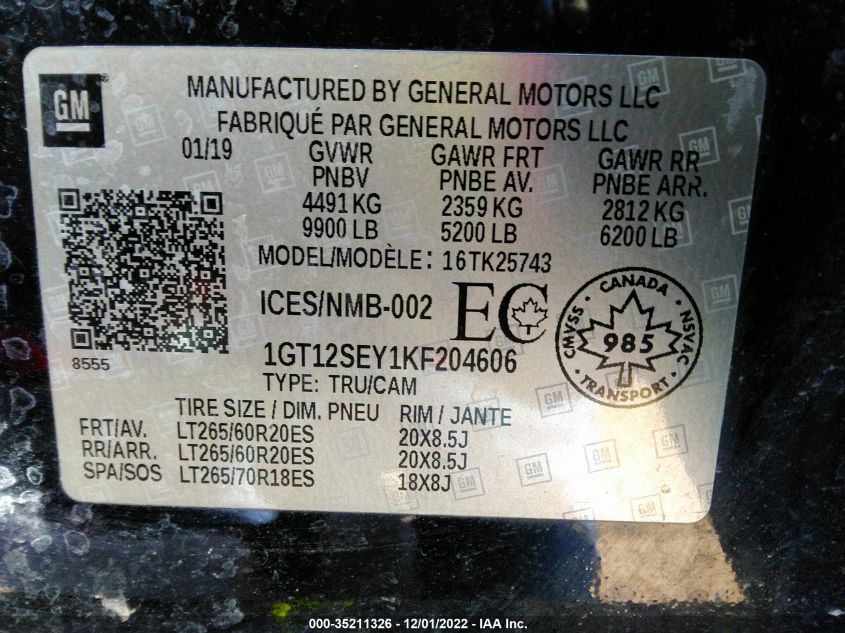 GM
MANUFACTURED BY GENERAL MOTORS LLC
FABRIQUÉ PAR GENERAL MOTORS LLC
01/19 GVWR GAWR FRT GAWR RR
PNBV PNBE AV. PNBE ARR.
4491 KG 2359 KG 2812 KG
9900 LB 5200 LB 6200 LB
MODEL/MODÈLE: 16TK25743
ICES/NMB-002 EC
CANADA
CMVSS · NSVAC
985
TRANSPORT
8555
1GT12SEY1KF204606
TYPE: TRU/CAM
TIRE SIZE / DIM. PNEU RIM / JANTE
FRT/AV. LT265/60R20ES 20X8.5J
RR/ARR. LT265/60R20ES 20X8.5J
SPA/SOS LT265/70R18ES 18X8J
000-35211326 - 12/01/2022 - IAA Inc.